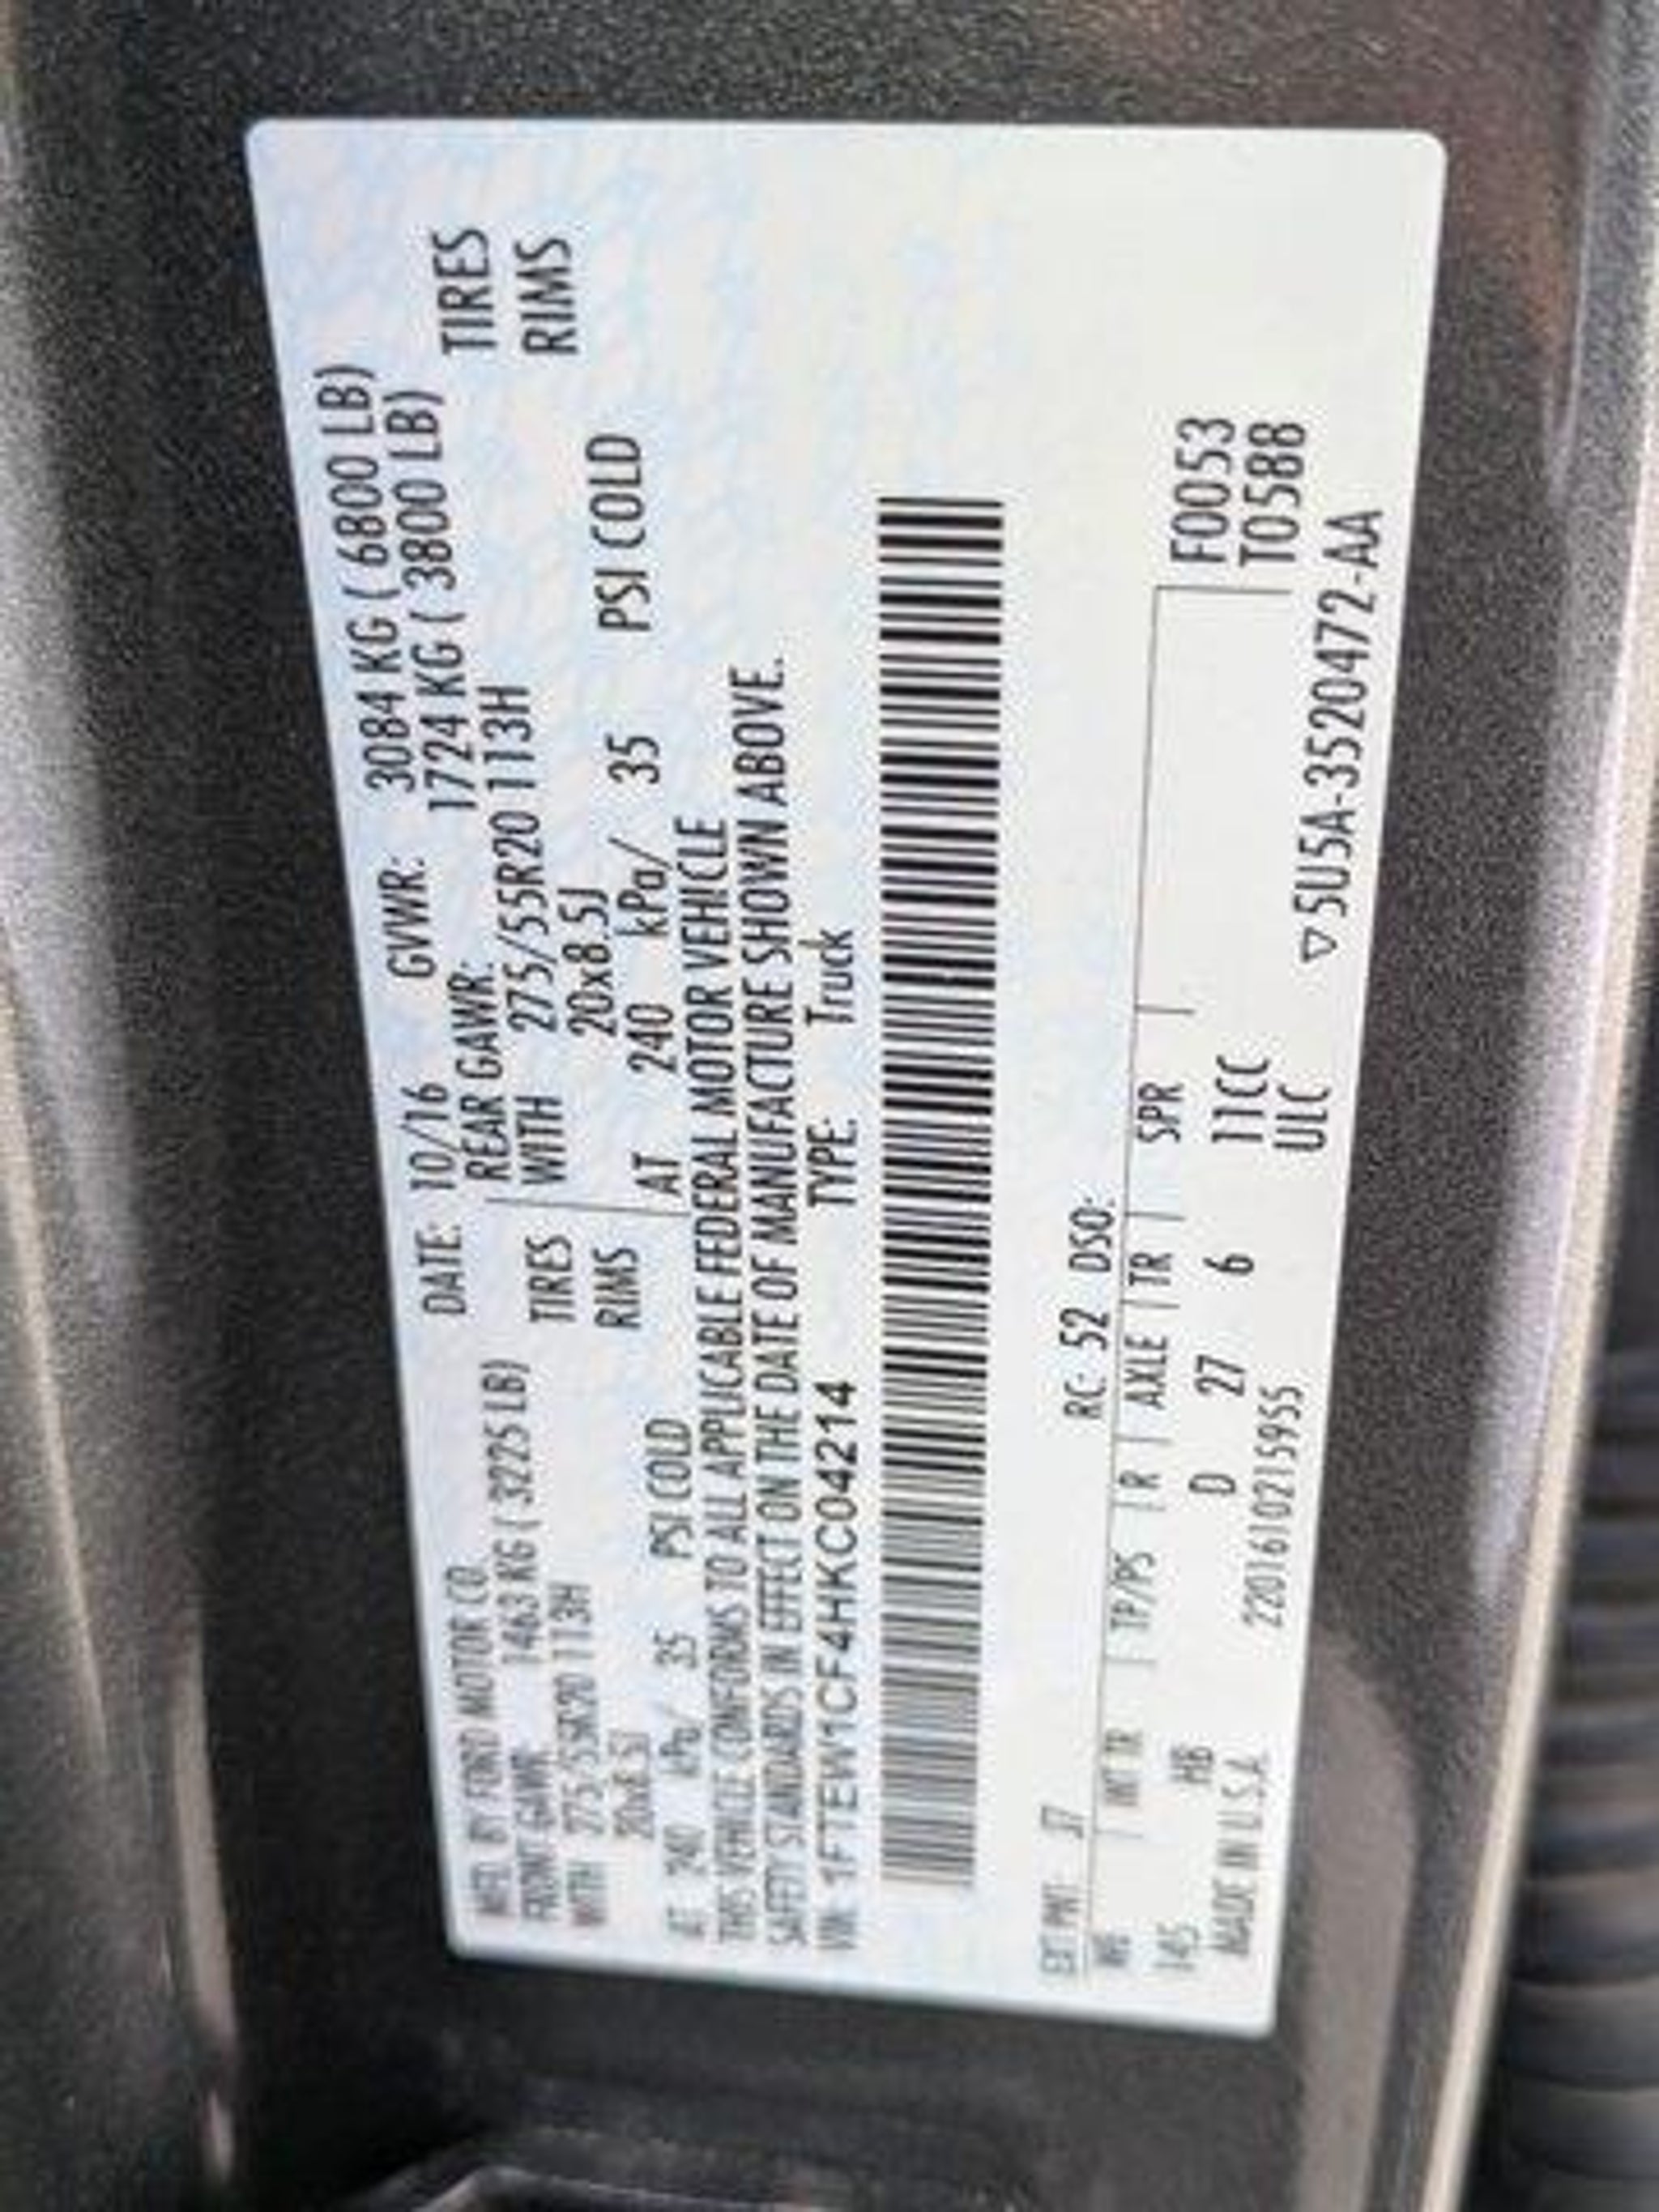 MFD. BY FORD MOTOR CO. DATE: 10/16 GVWR: 3084 KG ( 6800 LB)
FRONT GAWR: 1463 KG ( 3225 LB) REAR GAWR: 1724 KG ( 3800 LB)
WITH 275/55R20 113H TIRES WITH 275/55R20 113H TIRES
20x8.5J RIMS 20x8.5J RIMS
AT 240 kPa/ 35 PSI COLD AT 240 kPa/ 35 PSI COLD
THIS VEHICLE CONFORMS TO ALL APPLICABLE FEDERAL MOTOR VEHICLE
SAFETY STANDARDS IN EFFECT ON THE DATE OF MANUFACTURE SHOWN ABOVE.
VIN: 1FTEW1CF4HKC04214 TYPE: Truck
EXT PNT: J7 RC: 52 DSO:
WB | INT TR | TP/PS | R | AXLE | TR | SPR | F0053
145 HB D 27 6 11CC T0588
MADE IN U.S.A. 2201610215955 ULC ▽5U5A-3520472-AA